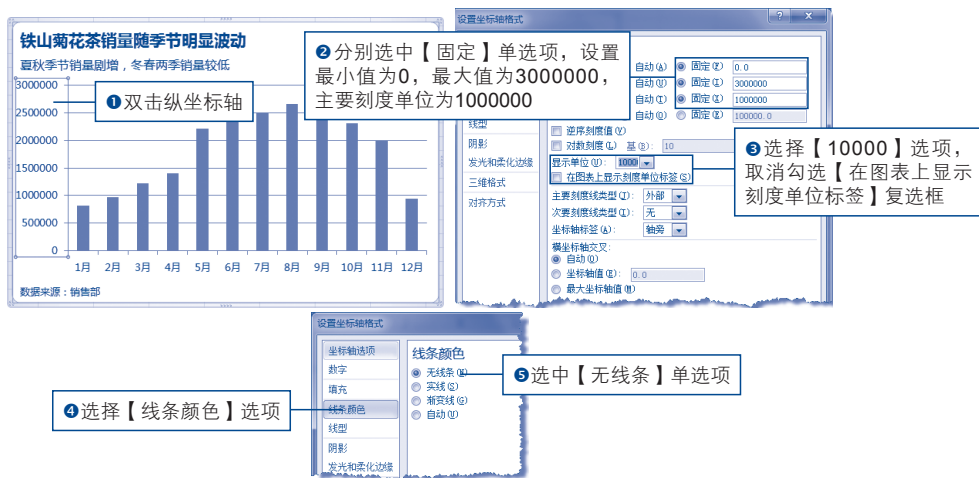 铁山菊花茶销量随季节明显波动
夏秋季节销量剧增，冬春两季销量较低
3000000
2500000
2000000
1500000
1000000
500000
0
1月 2月 3月 4月 5月 6月 7月 8月 9月 10月 11月 12月
数据来源：销售部
❶双击纵坐标轴
❷分别选中【固定】单选项，设置
最小值为0，最大值为3000000，
主要刻度单位为1000000
设置坐标轴格式
自动(A) 固定(F) 0.0
自动(U) 固定(I) 3000000
自动(T) 固定(X) 1000000
自动(O) 固定(E) 100000.0
线型
阴影
发光和柔化边缘
三维格式
对齐方式
逆序刻度值(V)
对数刻度(L) 基(B): 10
显示单位(U): 1000
在图表上显示刻度单位标签(S)
主要刻度线类型(J): 外部
次要刻度线类型(I): 无
坐标轴标签(A): 轴旁
横坐标轴交叉:
自动(O)
坐标轴值(E): 0.0
最大坐标轴值(M)
❸选择【10000】选项，
取消勾选【在图表上显示
刻度单位标签】复选框
设置坐标轴格式
坐标轴选项
数字
填充
线条颜色
线型
阴影
发光和柔化边缘
线条颜色
无线条(N)
实线(S)
渐变线(G)
自动(U)
❹选择【线条颜色】选项
❺选中【无线条】单选项